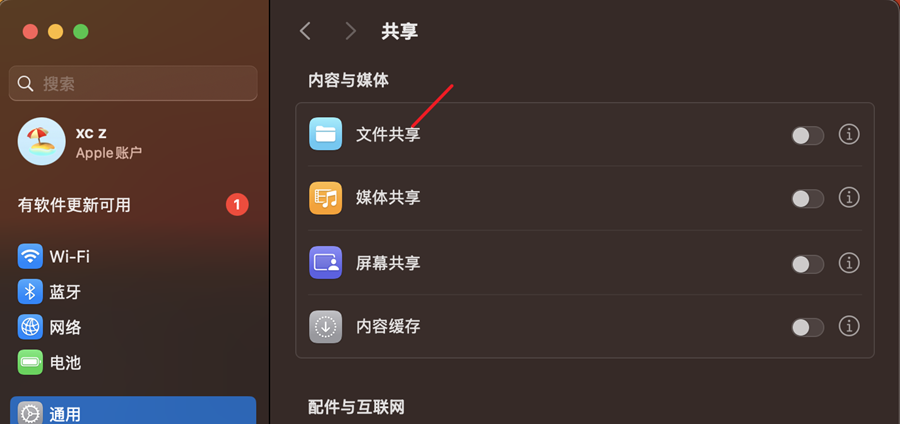 共享
搜索
xc z
Apple账户
有软件更新可用
1
Wi-Fi
蓝牙
网络
电池
通用
内容与媒体
文件共享
媒体共享
屏幕共享
内容缓存
配件与互联网